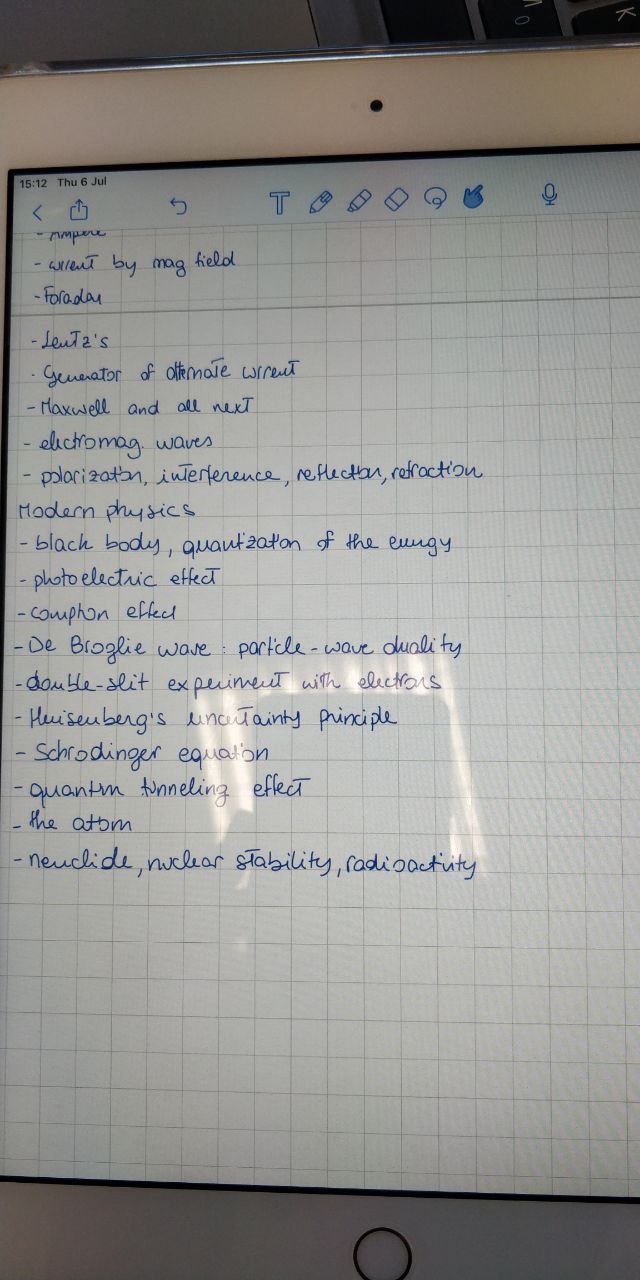 15:12 Thu 6 Jul
- Ampere
- current by mag field
- Faraday
- Lentz's
- Generator of alternate current
- Maxwell and all next
- electromag. waves
- polarization, interference, reflection, refraction
Modern physics
- black body, quantization of the energy
- photoelectric effect
- compton effect
- De Broglie wave: particle-wave duality
- double-slit experiment with electrons
- Heisenberg's uncertainty principle
- Schrodinger equation
- quantum tunneling effect
- the atom
- neuclide, nuclear stability, radioactivity